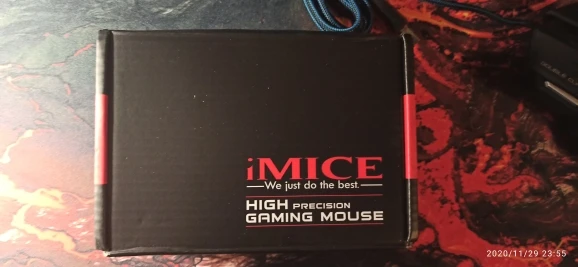 iMICE
We just do the best.
HIGH PRECISION
GAMING MOUSE
2020/11/29 23:55